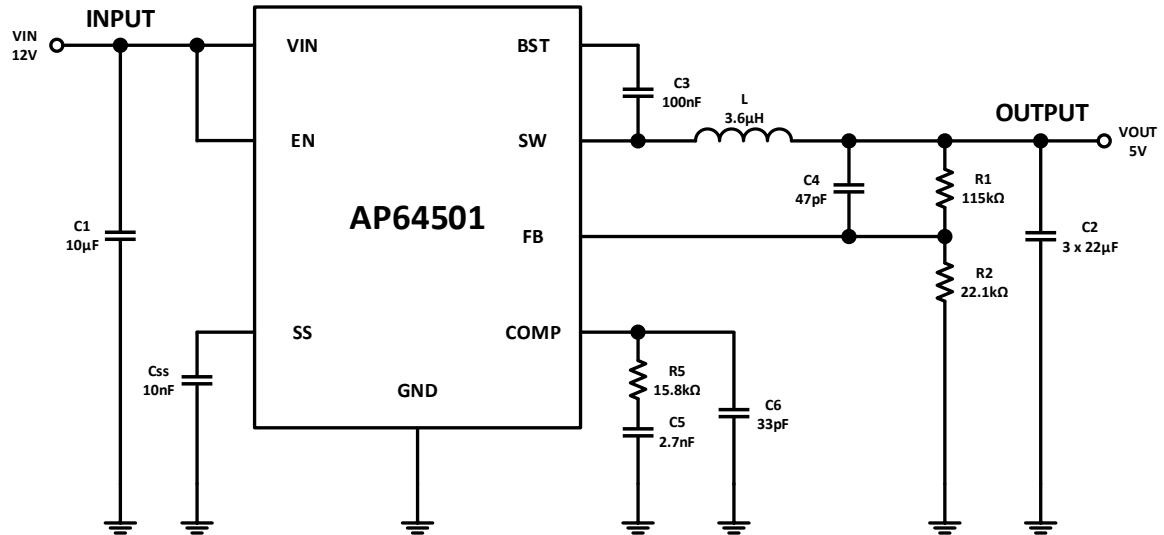 INPUT
VIN
12V
VIN
BST
C3
100nF
L
3.6µH
OUTPUT
VOUT
5V
EN
SW
C4
47pF
R1
115kΩ
AP64501
C1
10µF
FB
C2
3 x 22µF
R2
22.1kΩ
SS
COMP
Css
10nF
GND
R5
15.8kΩ
C5
2.7nF
C6
33pF